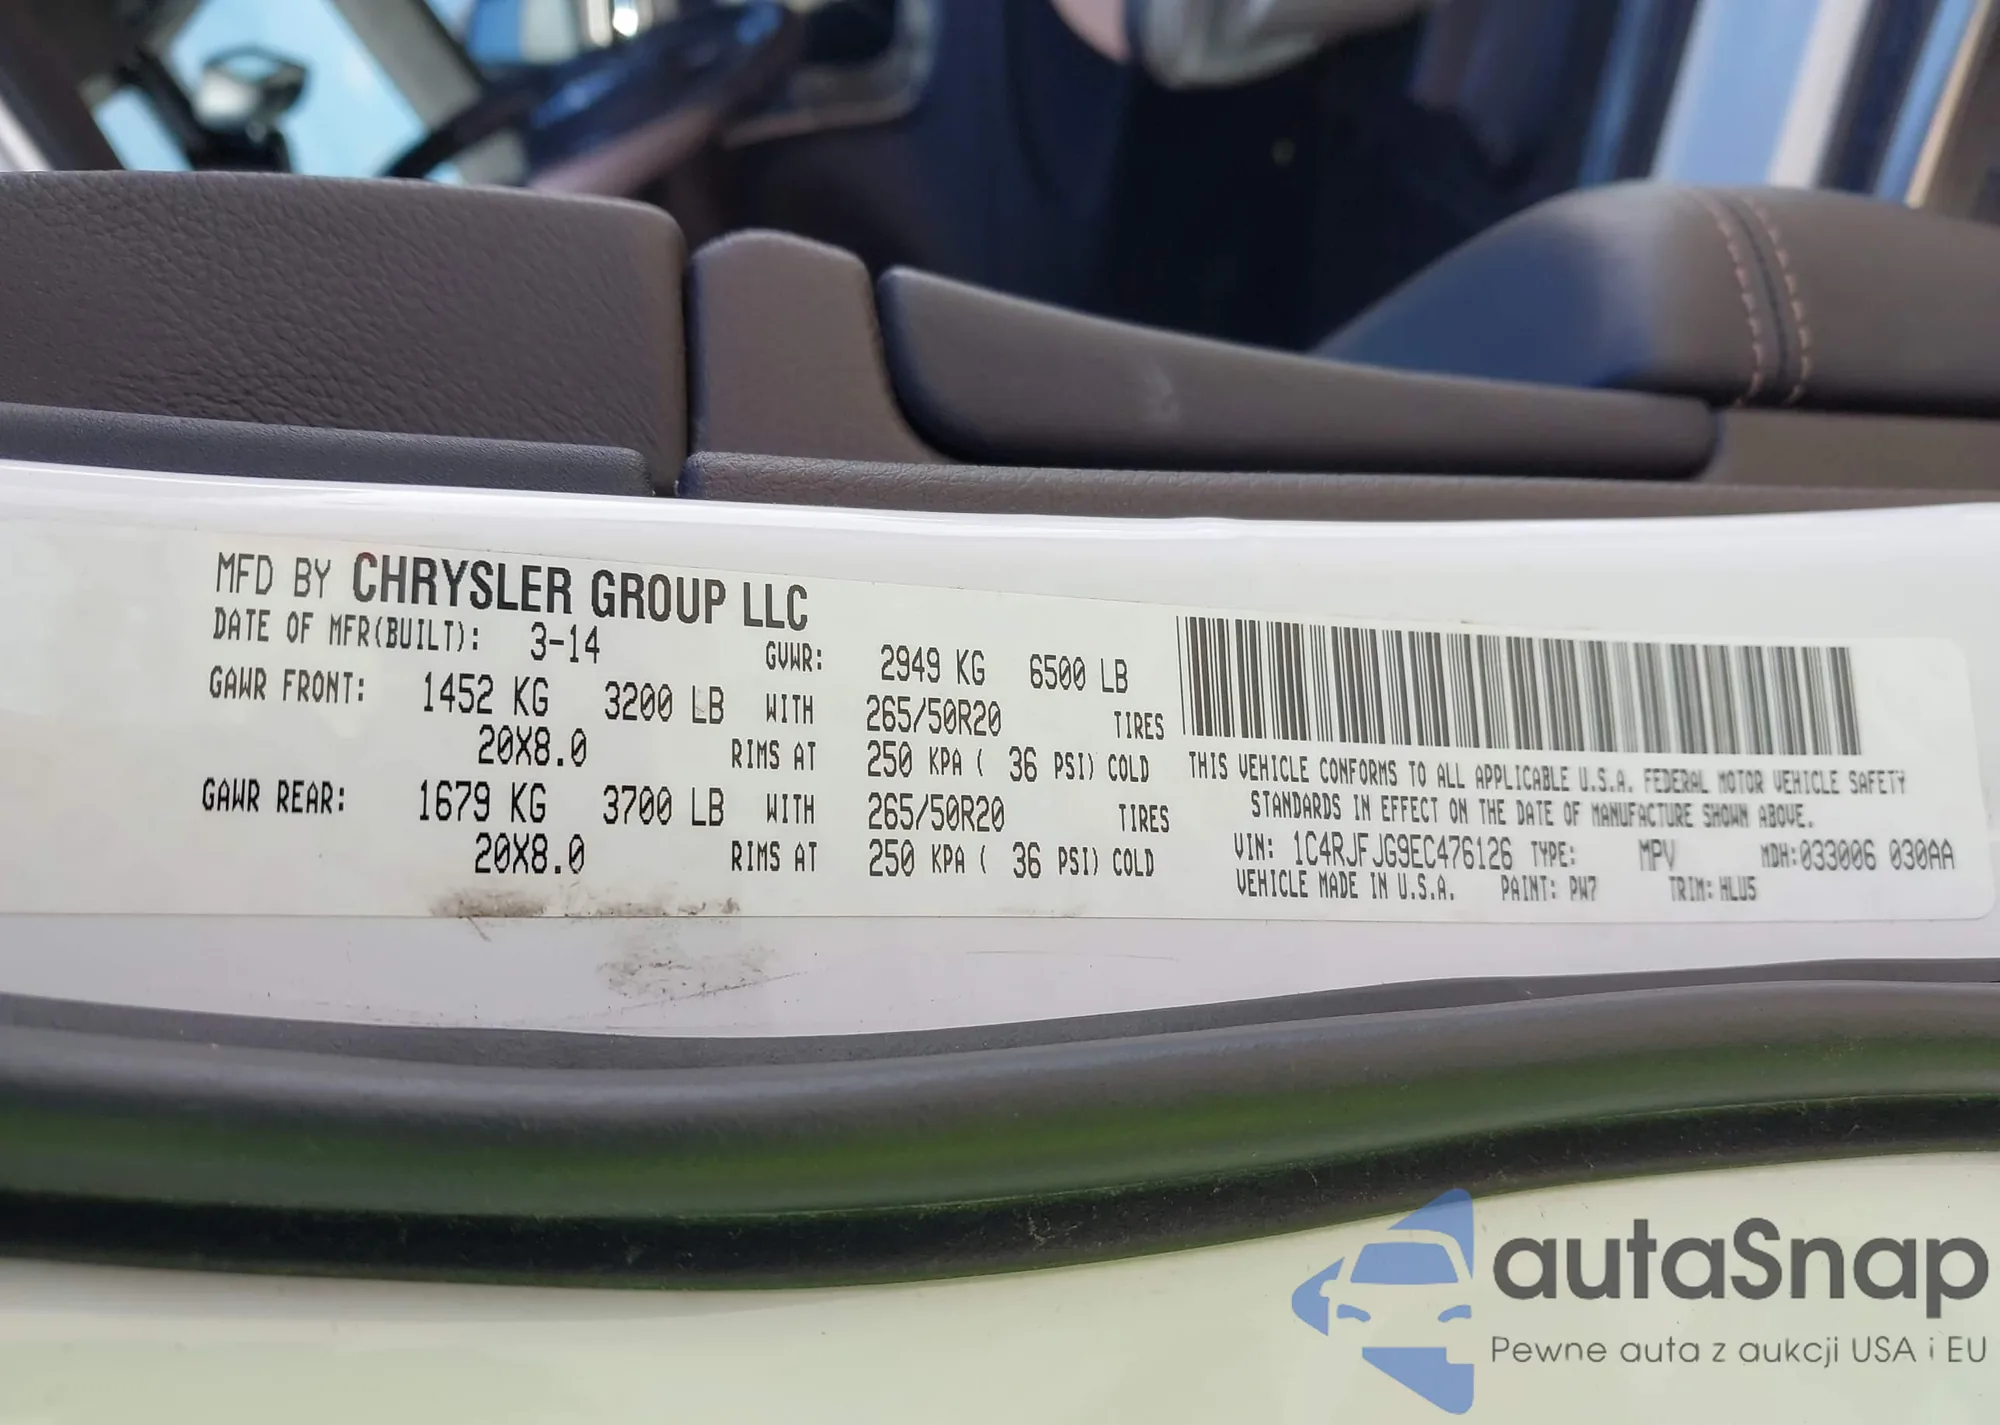 MFD BY CHRYSLER GROUP LLC
DATE OF MFR(BUILT): 3-14 GVWR: 2949 KG 6500 LB
GAWR FRONT: 1452 KG 3200 LB WITH 265/50R20 TIRES
20X8.0 RIMS AT 250 KPA ( 36 PSI) COLD
GAWR REAR: 1679 KG 3700 LB WITH 265/50R20 TIRES
20X8.0 RIMS AT 250 KPA ( 36 PSI) COLD
THIS VEHICLE CONFORMS TO ALL APPLICABLE U.S.A. FEDERAL MOTOR VEHICLE SAFETY
STANDARDS IN EFFECT ON THE DATE OF MANUFACTURE SHOWN ABOVE.
VIN: 1C4RJFJG9EC476126 TYPE: MPV MDH:033006 030AA
VEHICLE MADE IN U.S.A. PAINT: PW7 TRIM: HLU5
autaSnap
Pewne auta z aukcji USA i EU